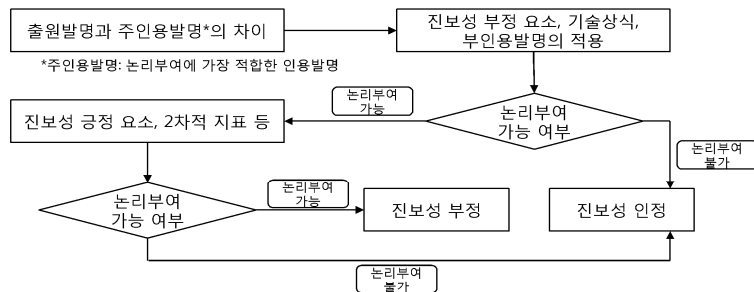 출원발명과 주인용발명*의 차이
진보성 부정 요소, 기술상식,
부인용발명의 적용
*주인용발명: 논리부여에 가장 적합한 인용발명
논리부여
가능
논리부여
가능 여부
진보성 긍정 요소, 2차적 지표 등
논리부여
불가
논리부여
가능 여부
논리부여
가능
진보성 부정
진보성 인정
논리부여
불가